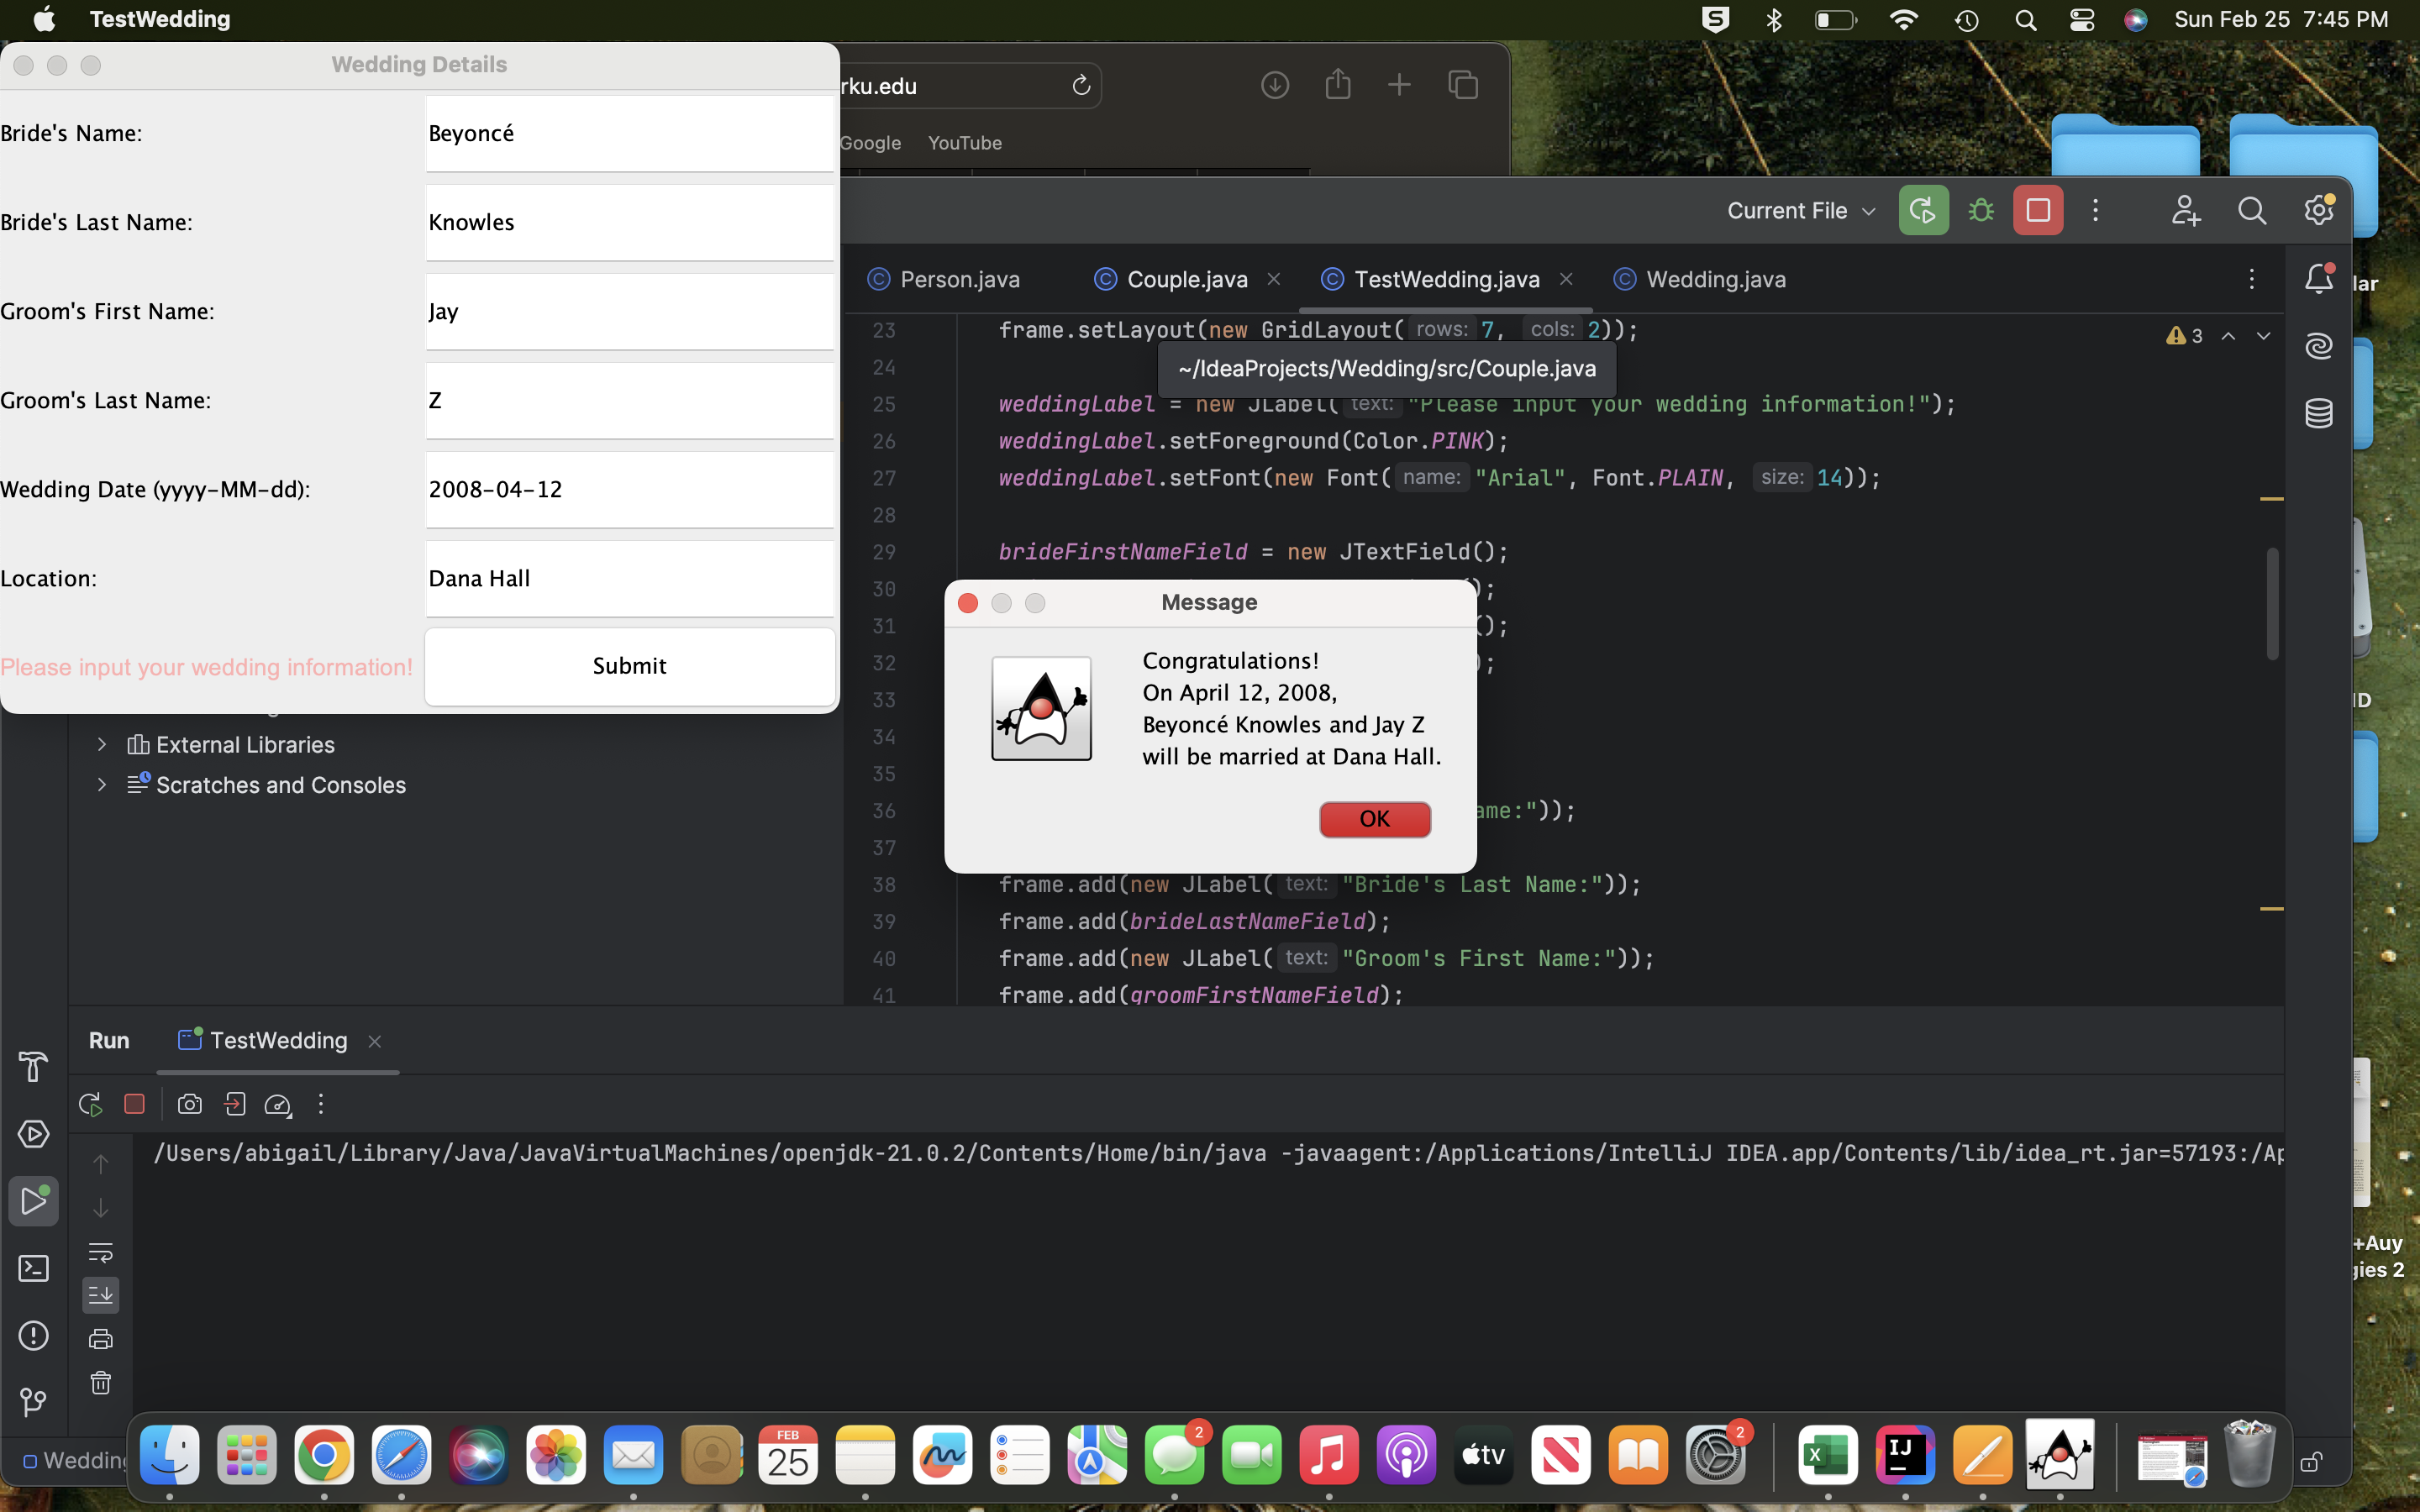 TestWedding
Sun Feb 25 7:45 PM
Wedding Details
Bride's Name:
Beyoncé
Bride's Last Name:
Knowles
Groom's First Name:
Jay
Groom's Last Name:
Z
Wedding Date (yyyy-MM-dd):
2008-04-12
Location:
Dana Hall
Please input your wedding information!
Submit
rku.edu
Google YouTube
Current File
Person.java
Couple.java
TestWedding.java
Wedding.java
3
23 frame.setLayout(new GridLayout( rows: 7, cols: 2));
~/IdeaProjects/Wedding/src/Couple.java
24
25 weddingLabel = new JLabel( text: "Please input your wedding information!");
26 weddingLabel.setForeground(Color.PINK);
27 weddingLabel.setFont(new Font( name: "Arial", Font.PLAIN, size: 14));
28
29 brideFirstNameField = new JTextField();
30 );
31 ();
32 );
33
34
35
36 ame:"));
37
38 frame.add(new JLabel( text: "Bride's Last Name:"));
39 frame.add(brideLastNameField);
40 frame.add(new JLabel( text: "Groom's First Name:"));
41 frame.add(groomFirstNameField);
Message
Congratulations!
On April 12, 2008,
Beyoncé Knowles and Jay Z
will be married at Dana Hall.
OK
External Libraries
Scratches and Consoles
Run
TestWedding
/Users/abigail/Library/Java/JavaVirtualMachines/openjdk-21.0.2/Contents/Home/bin/java -javaagent:/Applications/IntelliJ IDEA.app/Contents/lib/idea_rt.jar=57193:/Ap
Wedding
lar
ID
+Auy
gies 2
FEB
25
2
tv
2
X
IJ